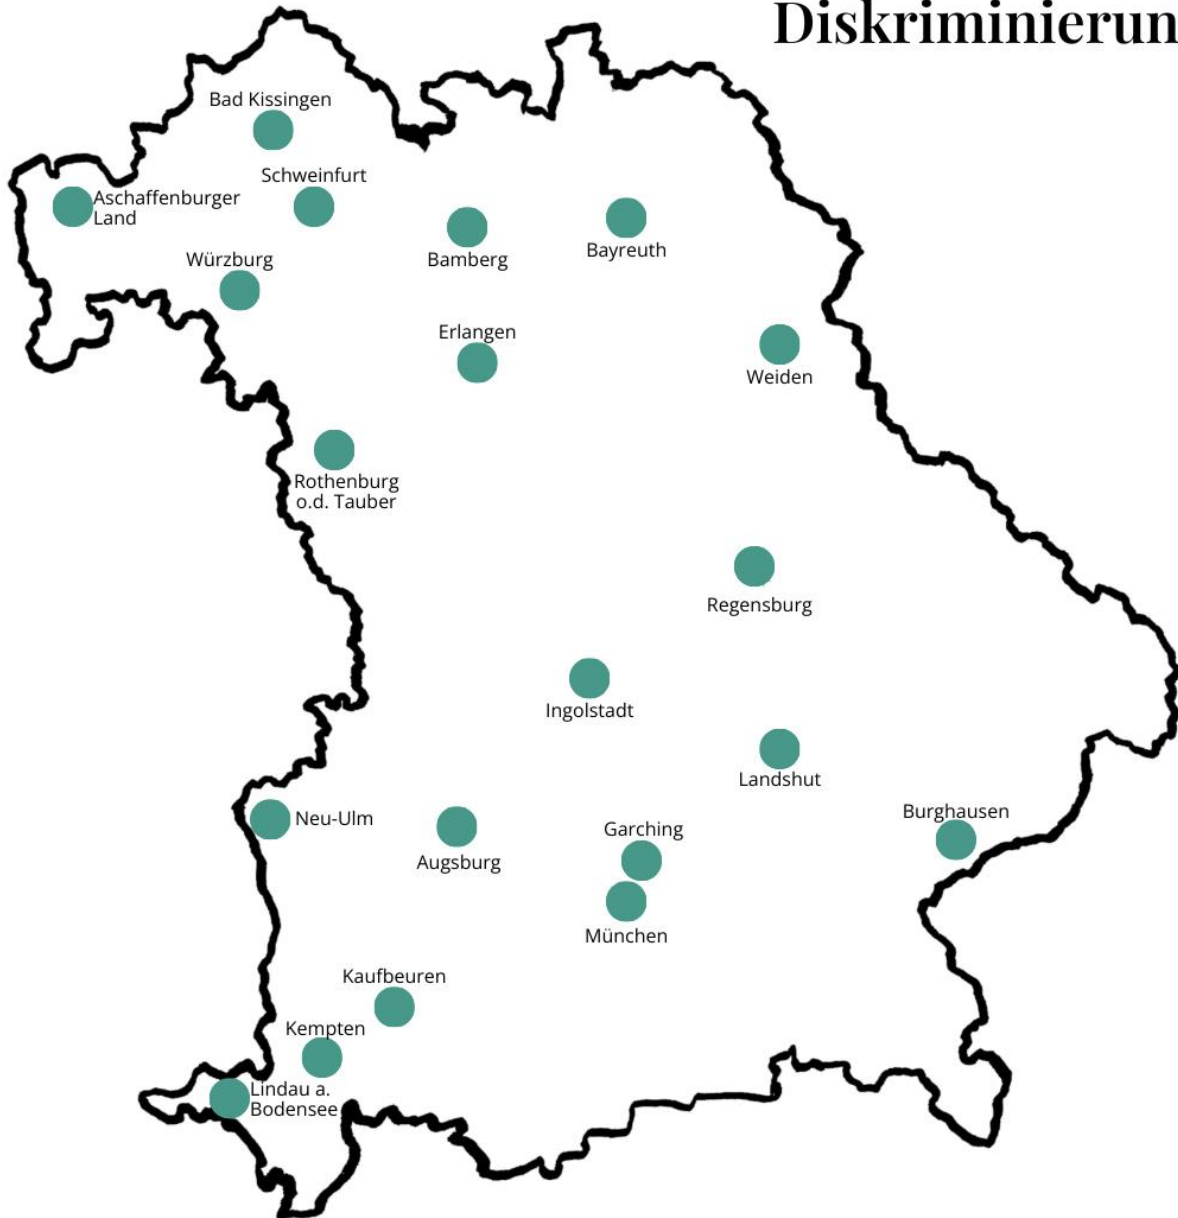 Diskriminierun
Bad Kissingen
Schweinfurt
Aschaffenburger
Land
Würzburg
Bamberg
Bayreuth
Erlangen
Weiden
Rothenburg
o.d. Tauber
Regensburg
Ingolstadt
Landshut
Neu-Ulm
Augsburg
Garching
Burghausen
München
Kaufbeuren
Kempten
Lindau a.
Bodensee